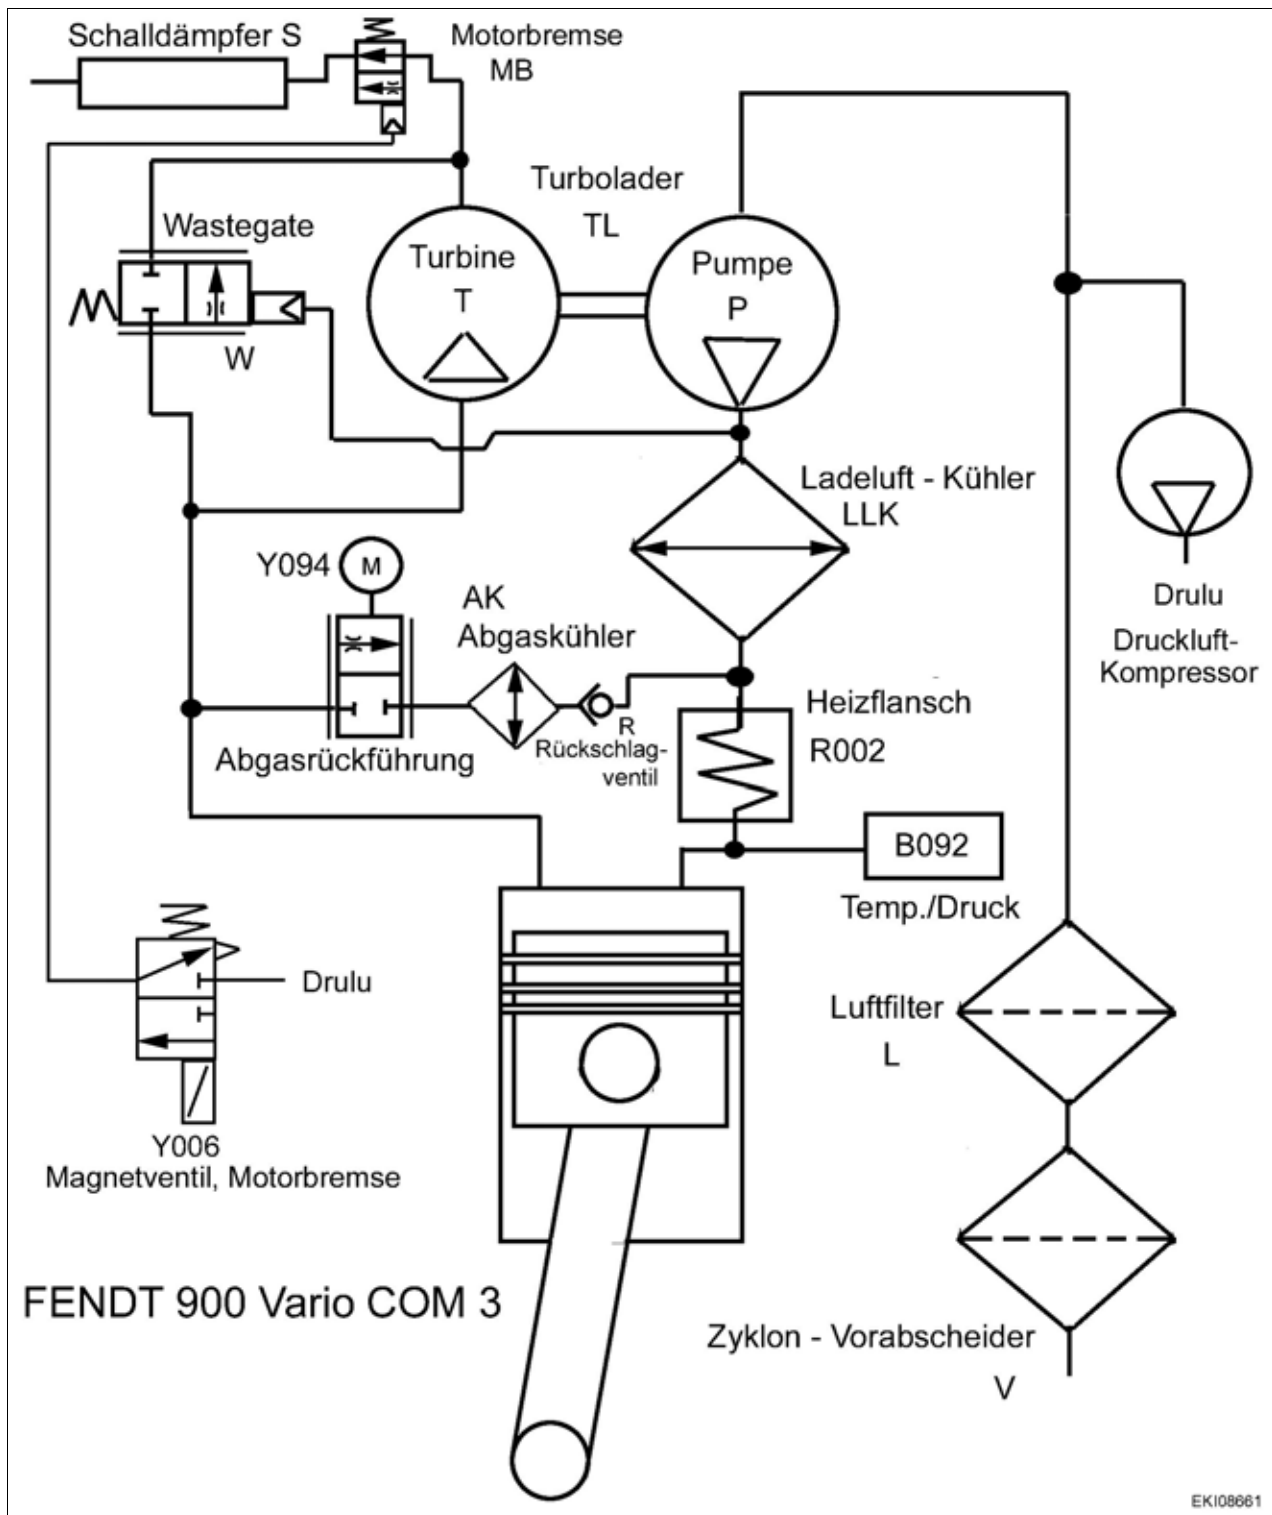 Schalldämpfer S
Motorbremse
MB
Turbolader
TL
Wastegate
W
Turbine
T
Pumpe
P
Ladeluft - Kühler
LLK
Drulu
Druckluft-
Kompressor
Y094
M
AK
Abgaskühler
R
Rückschlag-
ventil
Abgasrückführung
Heizflansch
R002
B092
Temp./Druck
Drulu
Luftfilter
L
Y006
Magnetventil, Motorbremse
FENDT 900 Vario COM 3
Zyklon - Vorabscheider
V
EKI08661